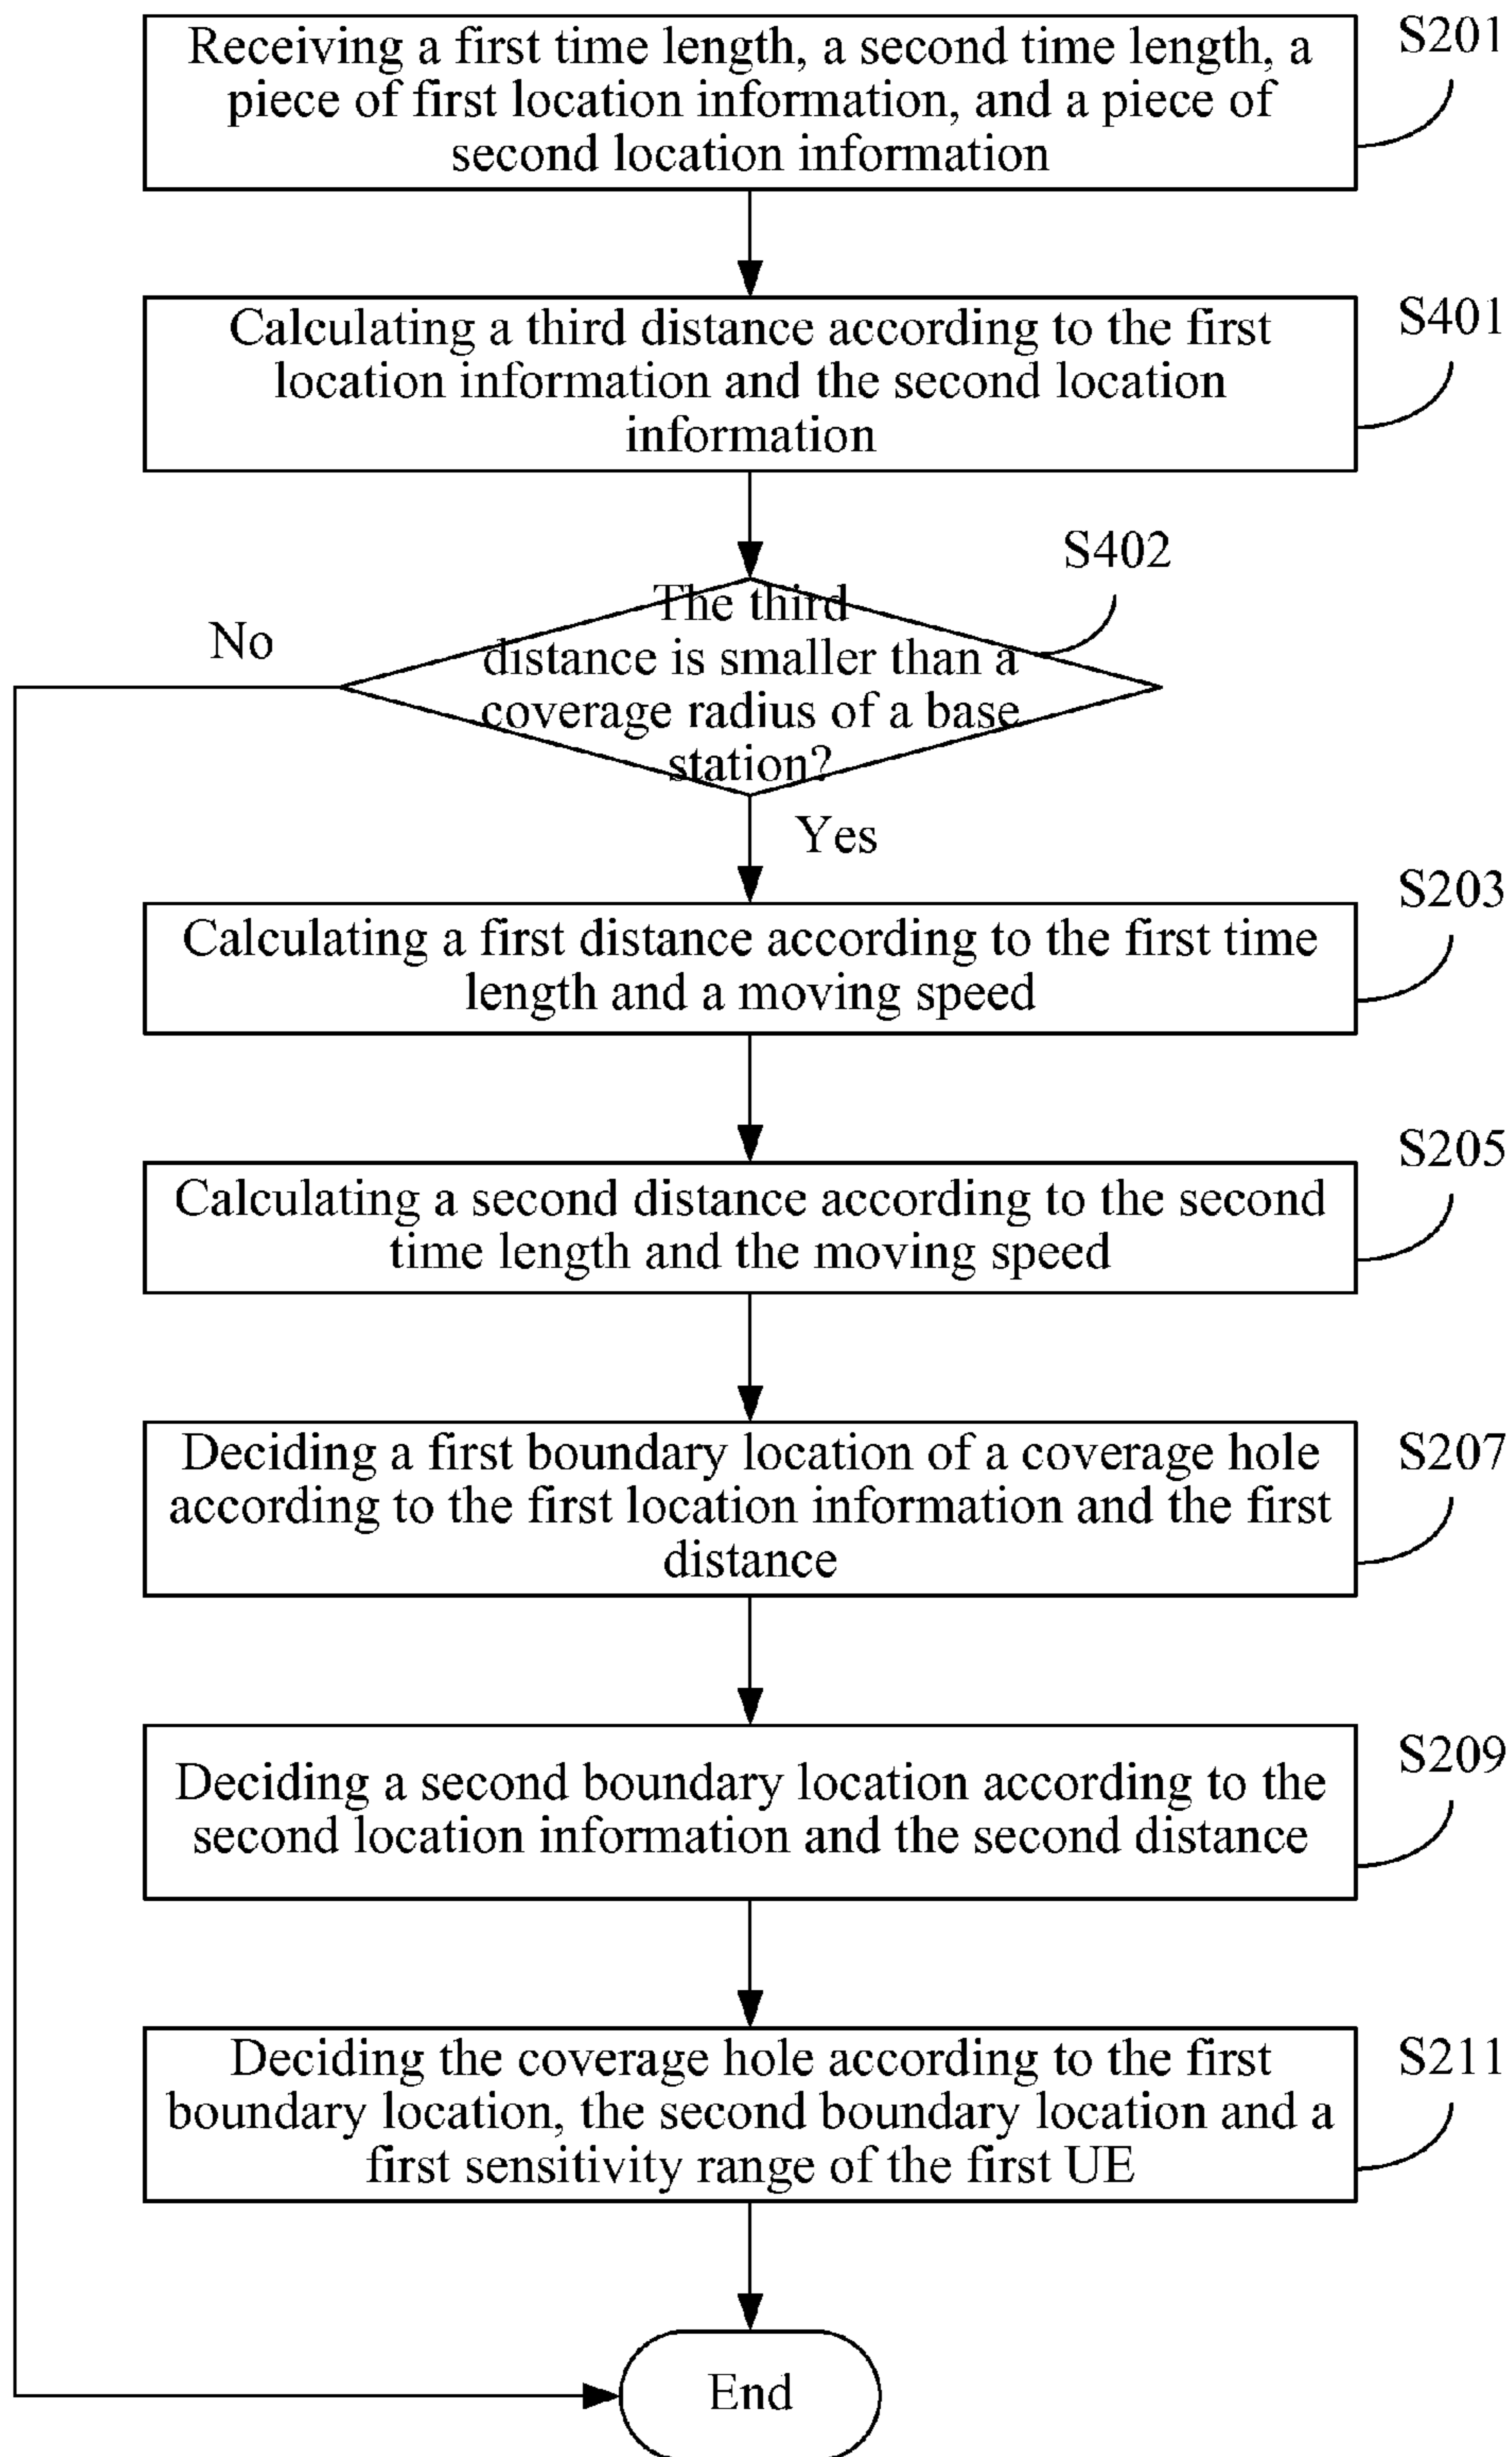 Receiving a first time length, a second time length, a
piece of first location information, and a piece of
second location information
S201
Calculating a third distance according to the first
location information and the second location
information
S401
The third
distance is smaller than a
coverage radius of a base
station?
S402
No
Yes
Calculating a first distance according to the first time
length and a moving speed
S203
Calculating a second distance according to the second
time length and the moving speed
S205
Deciding a first boundary location of a coverage hole
according to the first location information and the first
distance
S207
Deciding a second boundary location according to the
second location information and the second distance
S209
Deciding the coverage hole according to the first
boundary location, the second boundary location and a
first sensitivity range of the first UE
S211
End